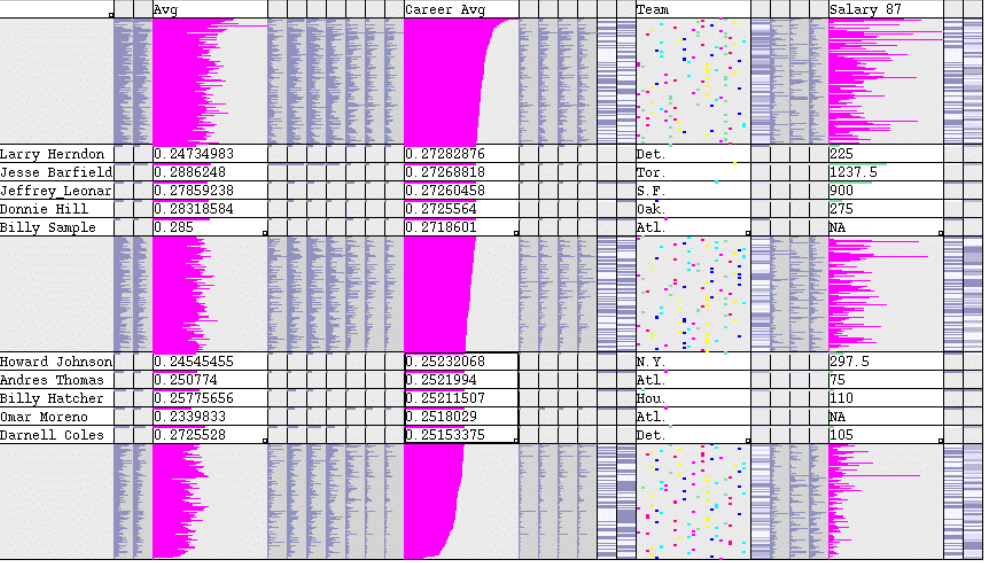 Avg Career Avg Team Salary 87
Larry Herndon 0.24734983 0.27282876 Det. 225
Jesse Barfield 0.2886248 0.27268818 Tor. 1237.5
Jeffrey_Leonar 0.27859238 0.27260458 S.F. 900
Donnie Hill 0.28318584 0.2725564 Oak. 275
Billy Sample 0.285 0.2718601 Atl. NA
Howard Johnson 0.24545455 0.25232068 N.Y. 297.5
Andres Thomas 0.250774 0.2521994 Atl. 75
Billy Hatcher 0.25775656 0.25211507 Hou. 110
Omar Moreno 0.2339833 0.2518029 Atl. NA
Darnell Coles 0.2725528 0.25153375 Det. 105